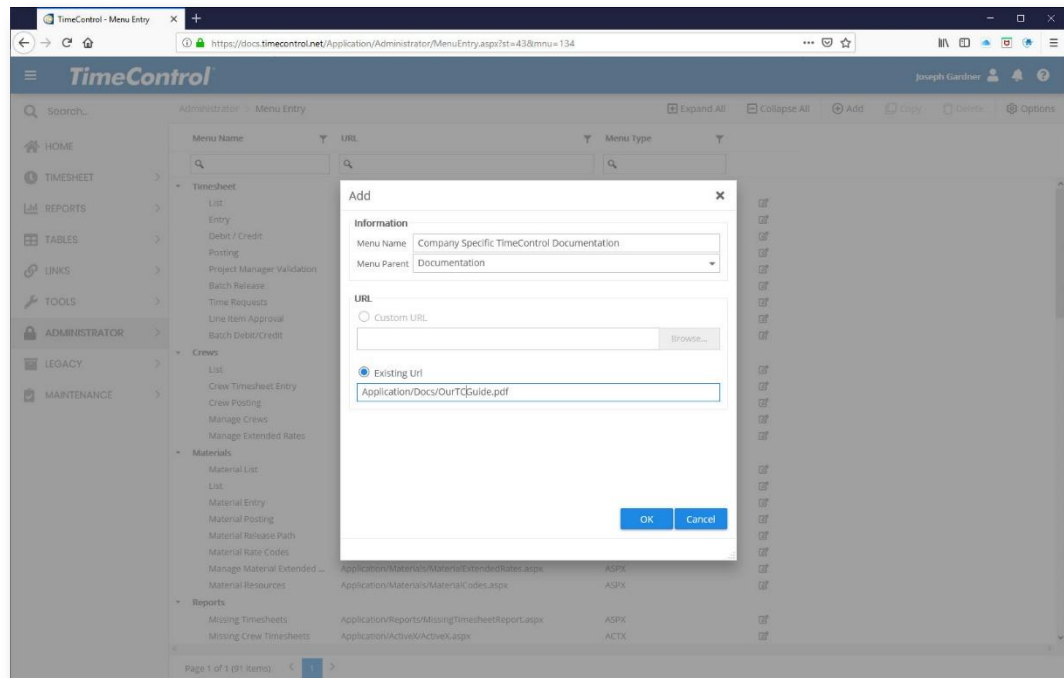 TimeControl - Menu Entry
https://docs.timecontrol.net/Application/Administrator/MenuEntry.aspx?st=43&mnu=134
TimeControl
Joseph Gardner
Search...
Administrator > Menu Entry
Expand All
Collapse All
Add
Copy
Delete
Options
HOME
TIMESHEET
REPORTS
TABLES
LINKS
TOOLS
ADMINISTRATOR
LEGACY
MAINTENANCE
Menu Name
URL
Menu Type
Timesheet
List
Entry
Debit / Credit
Posting
Project Manager Validation
Batch Release
Time Requests
Line Item Approval
Batch Debit/Credit
Crews
List
Crew Timesheet Entry
Crew Posting
Manage Crews
Manage Extended Rates
Materials
Material List
List
Material Entry
Material Posting
Material Release Path
Material Rate Codes
Manage Material Extended ... Application/Materials/MaterialExtendedRates.aspx ASPX
Material Resources Application/Materials/MaterialCodes.aspx ASPX
Reports
Missing Timesheets Application/Reports/MissingTimesheetReport.aspx ASPX
Missing Crew Timesheets Application/ActiveX/ActiveX.aspx ACTX
Page 1 of 1 (91 items) < 1 >
Add
Information
Menu Name Company Specific TimeControl Documentation
Menu Parent Documentation
URL
Custom URL
Browse...
Existing Url
Application/Docs/OurTCGuide.pdf
OK Cancel